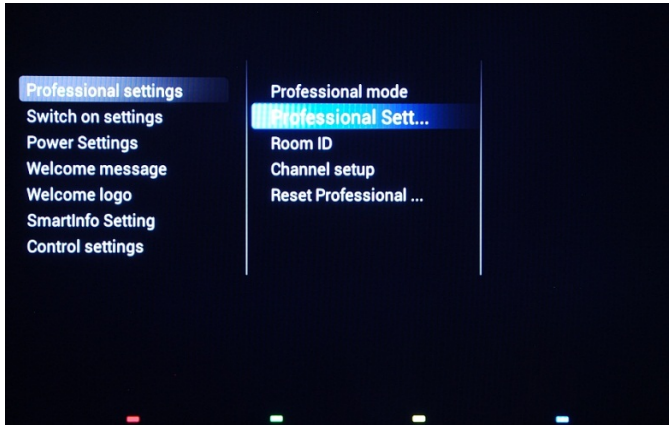 Professional settings
Switch on settings
Power Settings
Welcome message
Welcome logo
SmartInfo Setting
Control settings
Professional mode
Professional Sett...
Room ID
Channel setup
Reset Professional ...